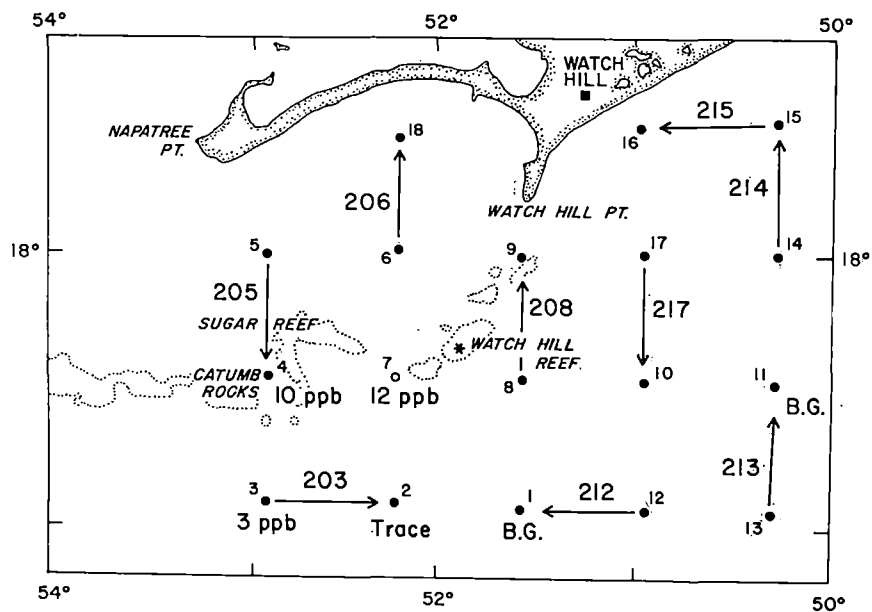 54°
52°
50°
WATCH
HILL
NAPATREE
PT.
18
215
15
16
206
214
WATCH HILL PT.
5
6
9
17
14
18°
18°
205
208
217
SUGAR REEF
*
WATCH HILL
REEF
4
7
CATUMB
ROCKS
10 ppb
12 ppb
8
10
11
B.G.
213
3
203
2
1
212
12
13
3 ppb
Trace
B.G.
54°
52°
50°